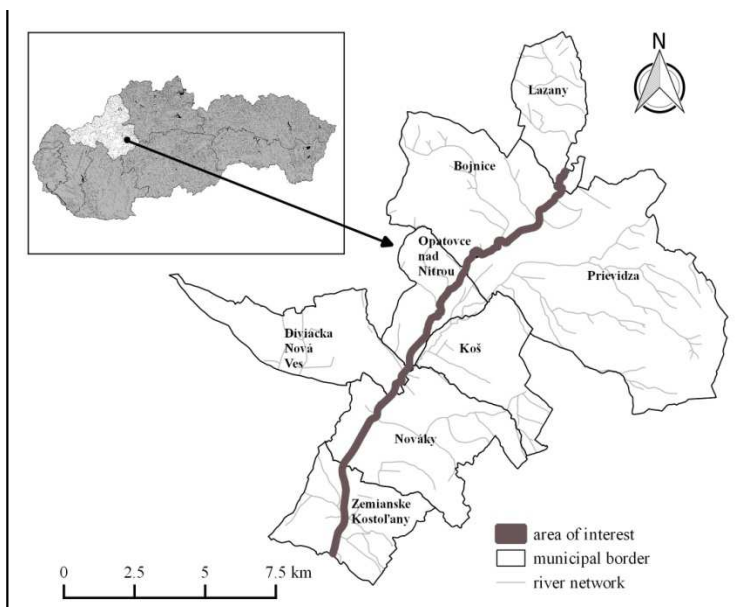 N
Lazany
Bojnice
Opatovce
nad
Nitrou
Prievidza
Diviacka
Nová
Ves
Koš
Nováky
Zemianske
Kostoľany
area of interest
municipal border
river network
0 2.5 5 7.5 km